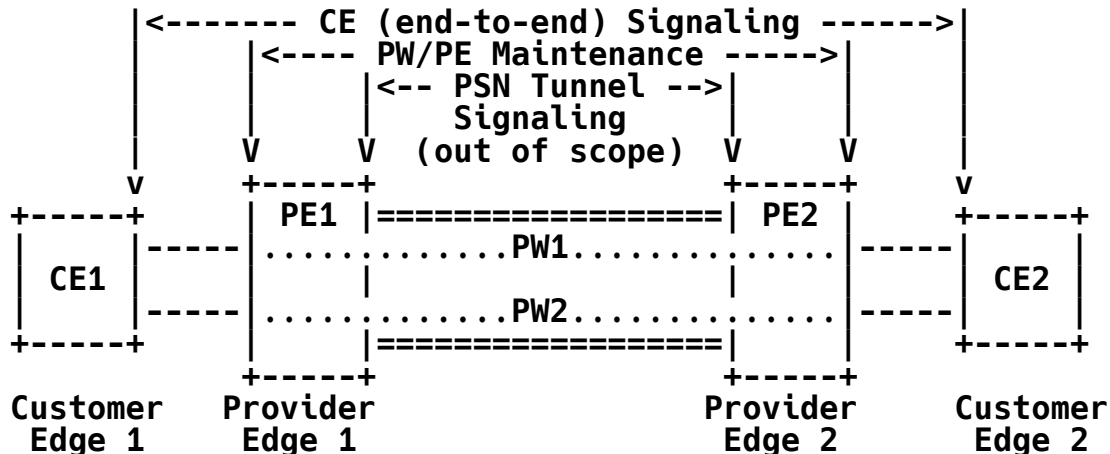 |<------- CE (end-to-end) Signaling ------>|
|<---- PW/PE Maintenance ----->|
|<-- PSN Tunnel -->|
Signaling
V V (out of scope) V V
v +-----+ +-----+ v
+-----+ | PE1 |==================| PE2 | +-----+
| |-----|.............PW1..............|-----| |
| CE1 | | | | | | CE2 |
| |-----|.............PW2..............|-----| |
+-----+ | |==================| | +-----+
+-----+ +-----+
Customer Provider Provider Customer
Edge 1 Edge 1 Edge 2 Edge 2